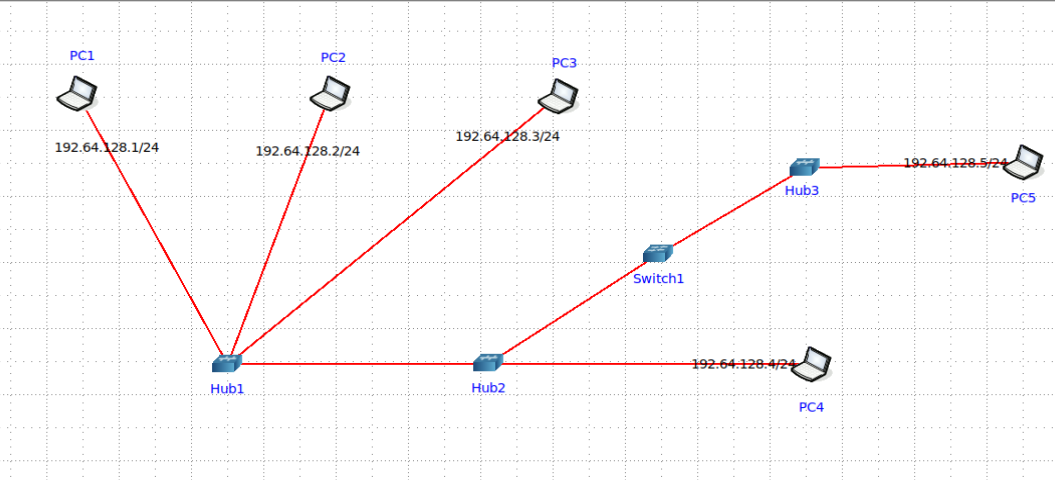 PC1
PC2
PC3
192.64.128.1/24
192.64.128.2/24
192.64.128.3/24
192.64.128.5/24
Hub3
PC5
Switch1
192.64.128.4/24
Hub1
Hub2
PC4